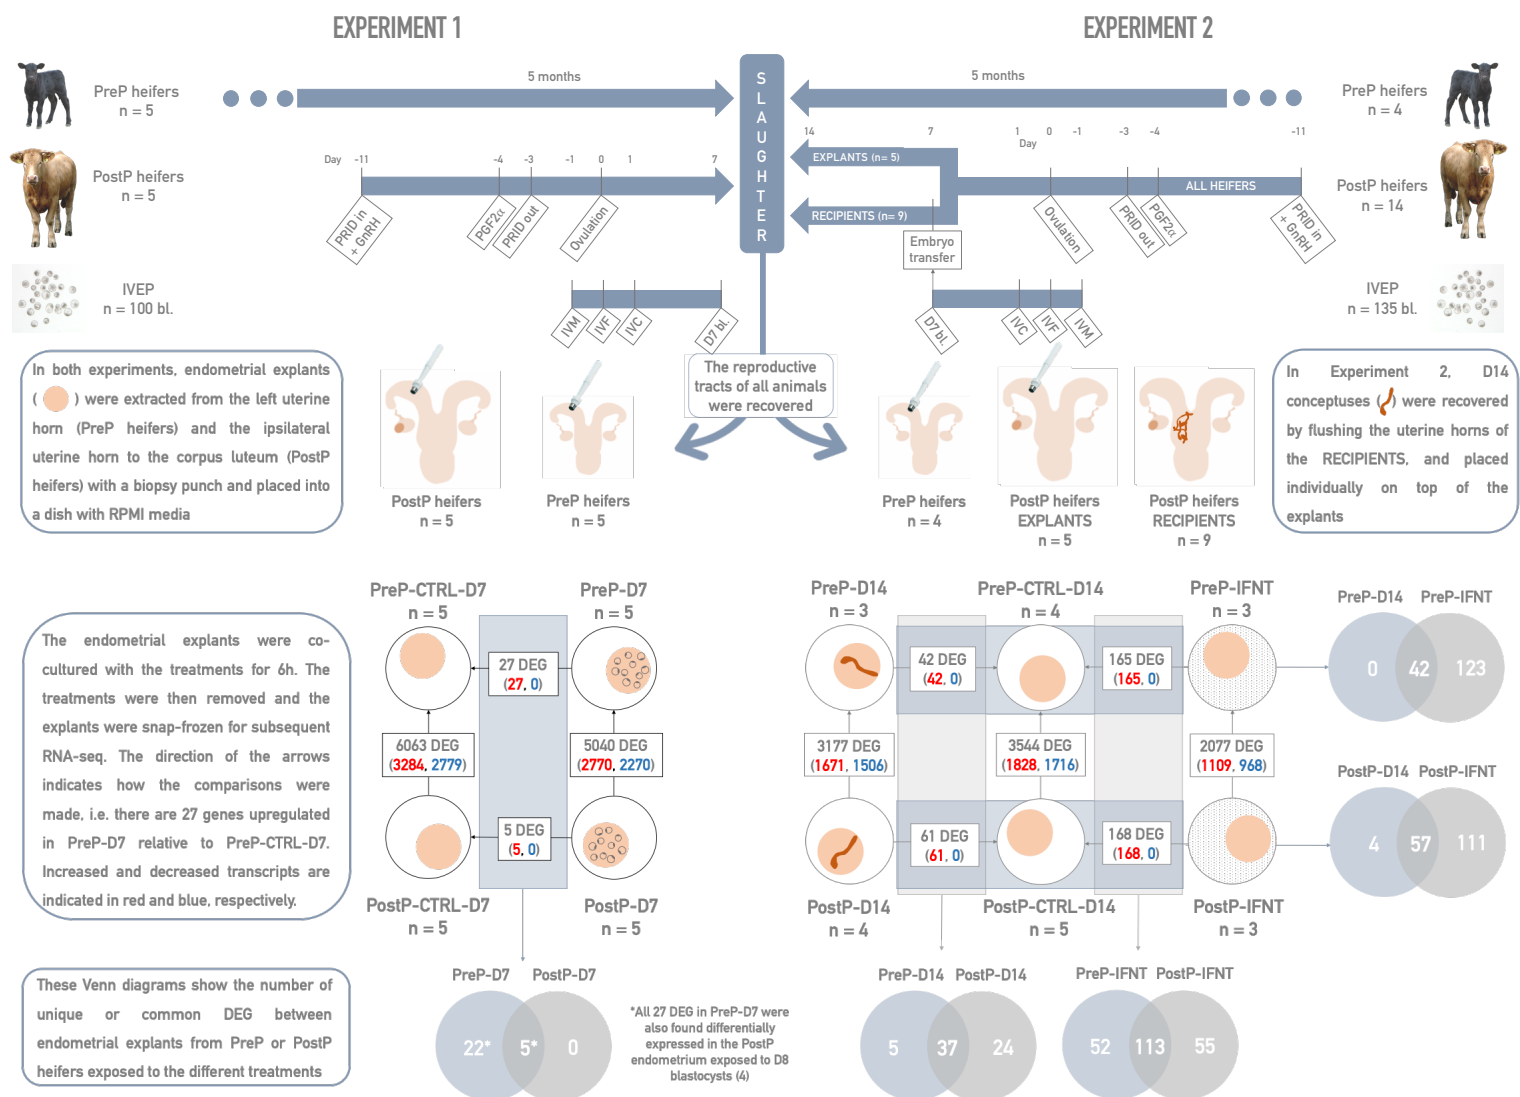 EXPERIMENT 1
PreP heifers
n = 5
5 months
PostP heifers
n = 5
Day
-11
-4
-3
-1
0
1
7
PRID in
+ GnRH
PGF2α
PRID out
Ovulation
IVEP
n = 100 bl.
IVM
IVF
IVC
D7 bl.
SLAUGHTER
EXPERIMENT 2
5 months
PreP heifers
n = 4
14
7
1
0
-1
-3
-4
-11
Day
EXPLANTS (n= 5)
ALL HEIFERS
RECIPIENTS (n= 9)
PostP heifers
n = 14
Embryo
transfer
Ovulation
PRID out
PGF2α
PRID in
+ GnRH
IVEP
n = 135 bl.
D7 bl.
IVC
IVF
IVM
In both experiments, endometrial explants
( ) were extracted from the left uterine
horn (PreP heifers) and the ipsilateral
uterine horn to the corpus luteum (PostP
heifers) with a biopsy punch and placed into
a dish with RPMI media
PostP heifers
n = 5
PreP heifers
n = 5
The reproductive
tracts of all animals
were recovered
PreP heifers
n = 4
PostP heifers
EXPLANTS
n = 5
PostP heifers
RECIPIENTS
n = 9
In Experiment 2, D14
conceptuses ( ) were recovered
by flushing the uterine horns of
the RECIPIENTS, and placed
individually on top of the
explants
The endometrial explants were co-
cultured with the treatments for 6h. The
treatments were then removed and the
explants were snap-frozen for subsequent
RNA-seq. The direction of the arrows
indicates how the comparisons were
made, i.e. there are 27 genes upregulated
in PreP-D7 relative to PreP-CTRL-D7.
Increased and decreased transcripts are
indicated in red and blue, respectively.
PreP-CTRL-D7
n = 5
PreP-D7
n = 5
27 DEG
(27, 0)
6063 DEG
(3284, 2779)
5040 DEG
(2770, 2270)
5 DEG
(5, 0)
PostP-CTRL-D7
n = 5
PostP-D7
n = 5
PreP-D14
n = 3
PreP-CTRL-D14
n = 4
PreP-IFNT
n = 3
42 DEG
(42, 0)
165 DEG
(165, 0)
3177 DEG
(1671, 1506)
3544 DEG
(1828, 1716)
2077 DEG
(1109, 968)
61 DEG
(61, 0)
168 DEG
(168, 0)
PostP-D14
n = 4
PostP-CTRL-D14
n = 5
PostP-IFNT
n = 3
PreP-D14 PreP-IFNT
0 42 123
PostP-D14 PostP-IFNT
4 57 111
These Venn diagrams show the number of
unique or common DEG between
endometrial explants from PreP or PostP
heifers exposed to the different treatments
PreP-D7 PostP-D7
22* 5* 0
*All 27 DEG in PreP-D7 were
also found differentially
expressed in the PostP
endometrium exposed to D8
blastocysts (4)
PreP-D14 PostP-D14
5 37 24
PreP-IFNT PostP-IFNT
52 113 55